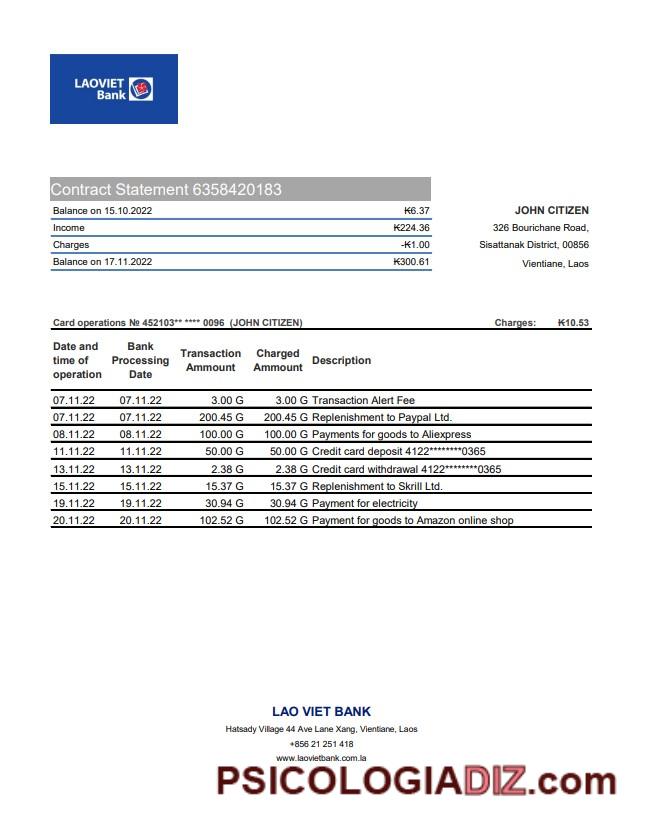 LAOVIET
Bank
Contract Statement 6358420183
Balance on 15.10.2022 ₭6.37
Income ₭224.36
Charges -₭1.00
Balance on 17.11.2022 ₭300.61
JOHN CITIZEN
326 Bourichane Road,
Sisattanak District, 00856
Vientiane, Laos
Card operations № 452103** **** 0096 (JOHN CITIZEN) Charges: ₭10.53
Date and time of operation Bank Processing Date Transaction Amount Charged Amount Description
07.11.22 07.11.22 3.00 G 3.00 G Transaction Alert Fee
07.11.22 07.11.22 200.45 G 200.45 G Replenishment to Paypal Ltd.
08.11.22 08.11.22 100.00 G 100.00 G Payments for goods to Aliexpress
11.11.22 11.11.22 50.00 G 50.00 G Credit card deposit 4122********0365
13.11.22 13.11.22 2.38 G 2.38 G Credit card withdrawal 4122********0365
15.11.22 15.11.22 15.37 G 15.37 G Replenishment to Skrill Ltd.
19.11.22 19.11.22 30.94 G 30.94 G Payment for electricity
20.11.22 20.11.22 102.52 G 102.52 G Payment for goods to Amazon online shop
LAO VIET BANK
Hatsady Village 44 Ave Lane Xang, Vientiane, Laos
+856 21 251 418
www.laovietbank.com.la
PSICOLOGIADIZ.com